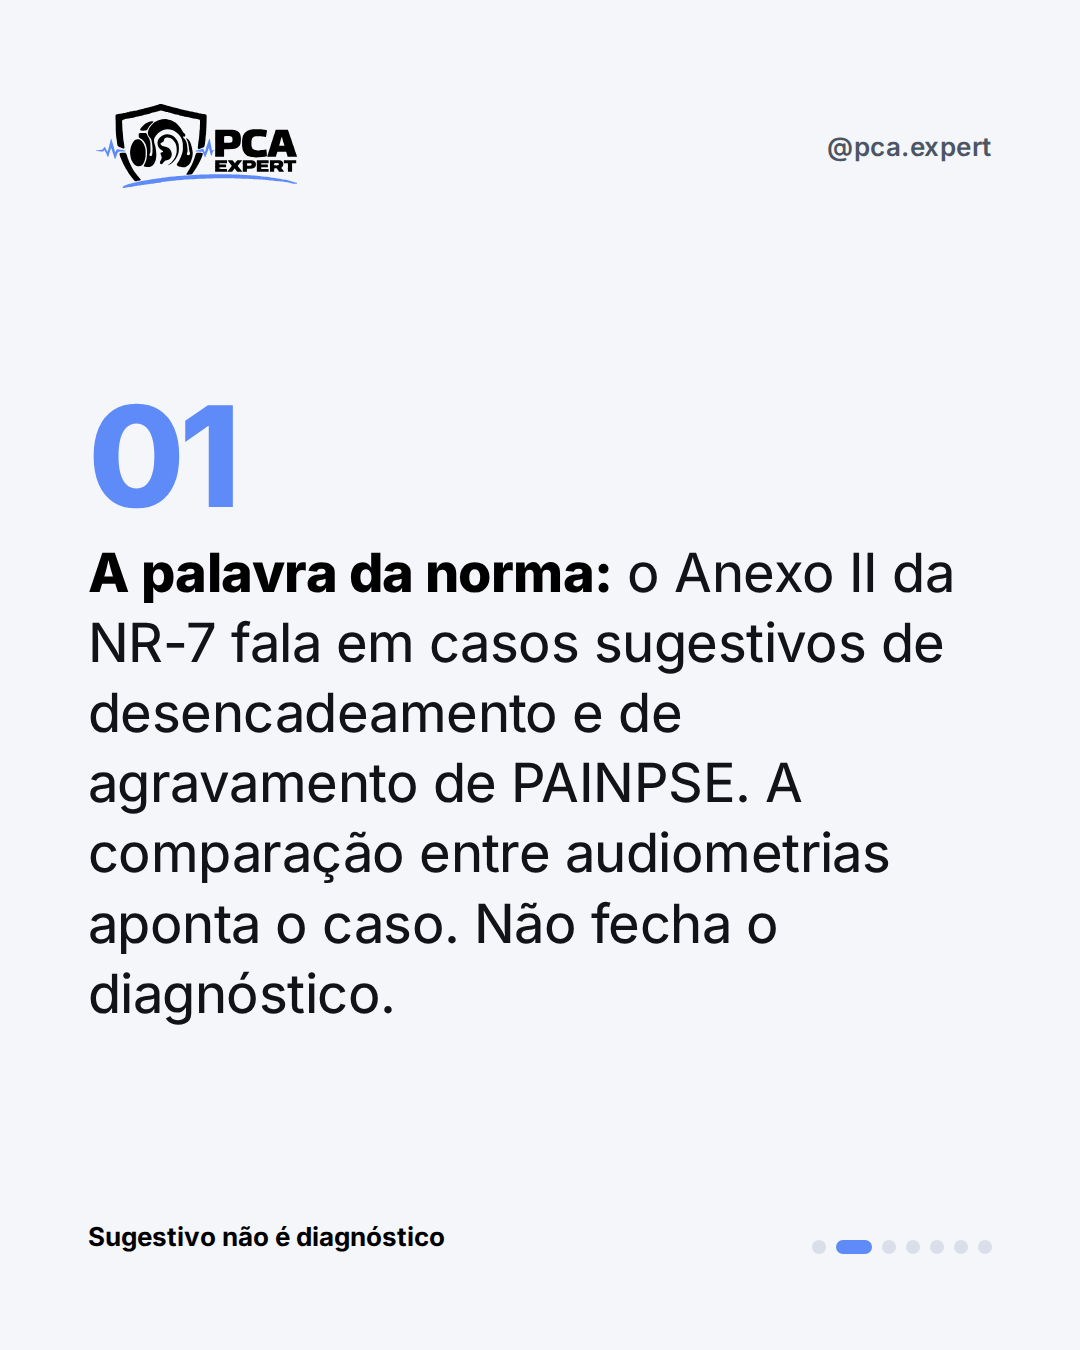 PCA
EXPERT
@pca.expert
01
A palavra da norma: o Anexo II da
NR-7 fala em casos sugestivos de
desencadeamento e de
agravamento de PAINPSE. A
comparação entre audiometrias
aponta o caso. Não fecha o
diagnóstico.
Sugestivo não é diagnóstico